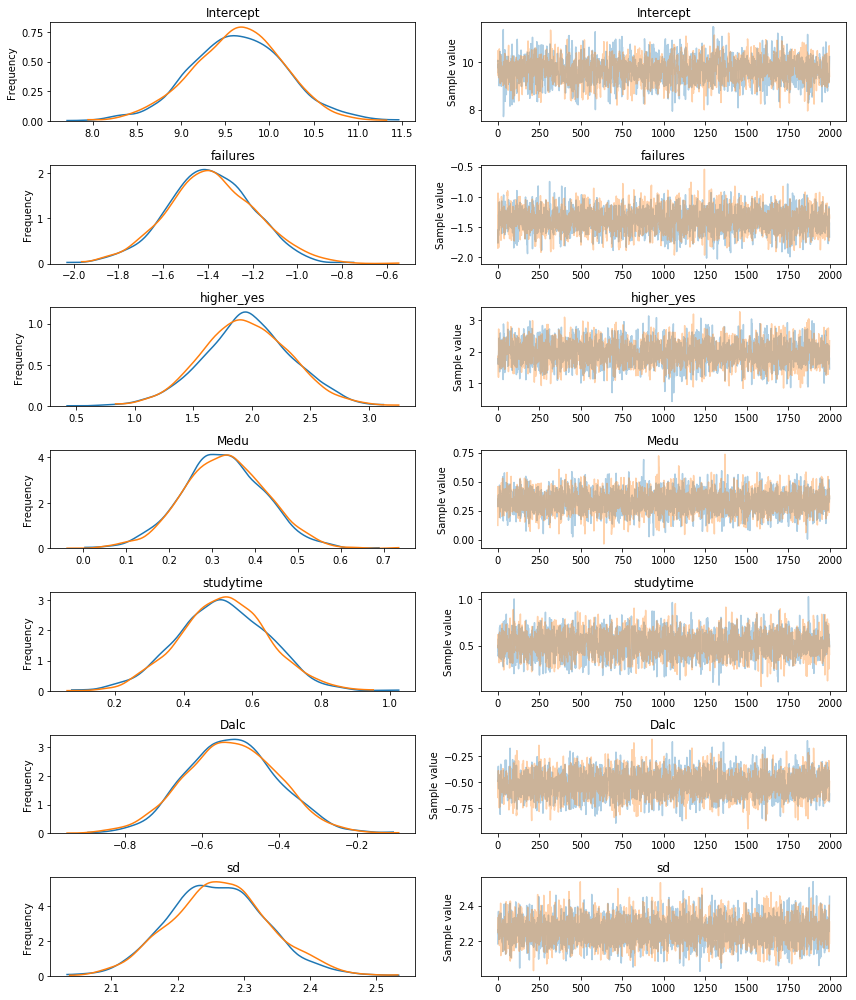 Intercept
Intercept
Frequency
0.75
0.50
0.25
0.00
8.0 8.5 9.0 9.5 10.0 10.5 11.0 11.5
Sample value
10
8
0 250 500 750 1000 1250 1500 1750 2000
failures
failures
Frequency
2
1
0
−2.0 −1.8 −1.6 −1.4 −1.2 −1.0 −0.8 −0.6
Sample value
−0.5
−1.0
−1.5
−2.0
0 250 500 750 1000 1250 1500 1750 2000
higher_yes
higher_yes
Frequency
1.0
0.5
0.0
0.5 1.0 1.5 2.0 2.5 3.0
Sample value
3
2
1
0 250 500 750 1000 1250 1500 1750 2000
Medu
Medu
Frequency
4
2
0
0.0 0.1 0.2 0.3 0.4 0.5 0.6 0.7
Sample value
0.75
0.50
0.25
0.00
0 250 500 750 1000 1250 1500 1750 2000
studytime
studytime
Frequency
3
2
1
0
0.2 0.4 0.6 0.8 1.0
Sample value
1.0
0.5
0 250 500 750 1000 1250 1500 1750 2000
Dalc
Dalc
Frequency
3
2
1
0
−0.8 −0.6 −0.4 −0.2
Sample value
−0.25
−0.50
−0.75
0 250 500 750 1000 1250 1500 1750 2000
sd
sd
Frequency
4
2
0
2.1 2.2 2.3 2.4 2.5
Sample value
2.4
2.2
0 250 500 750 1000 1250 1500 1750 2000